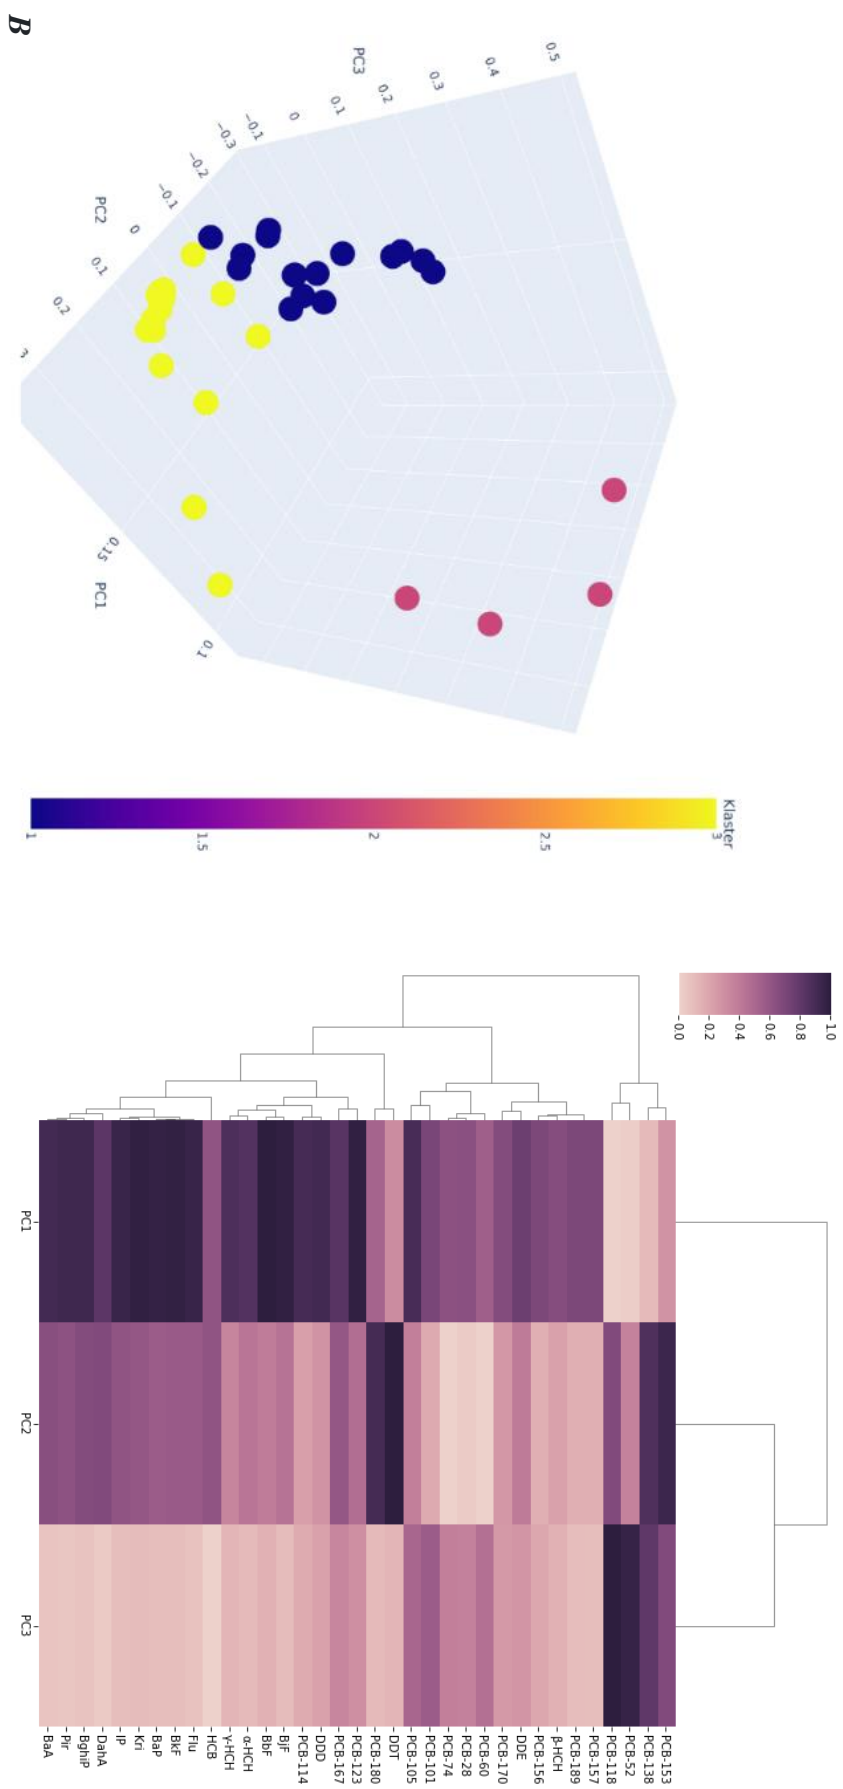 B
PC3
0.5
0.4
0.3
0.2
0.1
0
−0.1
−0.3
−0.2
−0.1
0
0.1
0.2
PC2
0.15
0.1
PC1
Klaster
3
2.5
2
1.5
1
0.0
0.2
0.4
0.6
0.8
1.0
PC1
PC2
PC3
PCB-153
PCB-138
PCB-52
PCB-118
PCB-157
PCB-189
β-HCH
PCB-156
DDE
PCB-170
PCB-60
PCB-28
PCB-74
PCB-101
PCB-105
DDT
PCB-180
PCB-123
PCB-167
DDD
PCB-114
BjF
BbF
α-HCH
γ-HCH
HCB
Flu
BkF
BaP
Kri
IP
DahA
BghiP
Pir
BaA